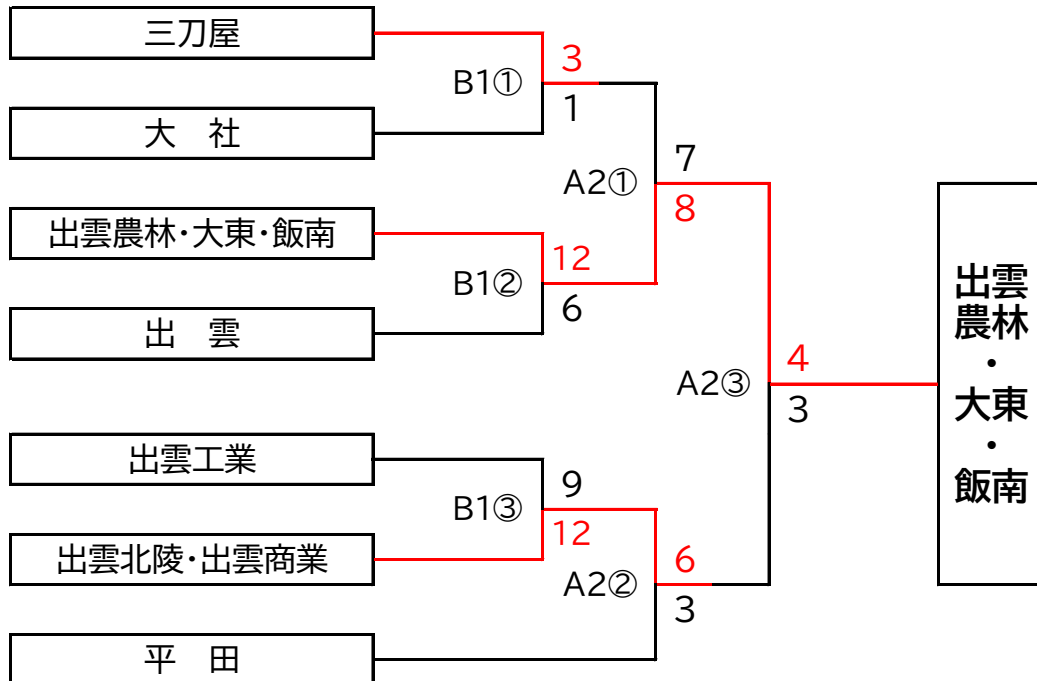 三刀屋
B1①
3
1
大　社
A2①
7
8
出雲農林・大東・飯南
B1②
12
6
出　雲
A2③
4
3
出雲
農林
・
大東
・
飯南
出雲工業
B1③
9
12
出雲北陵・出雲商業
A2②
6
3
平　田